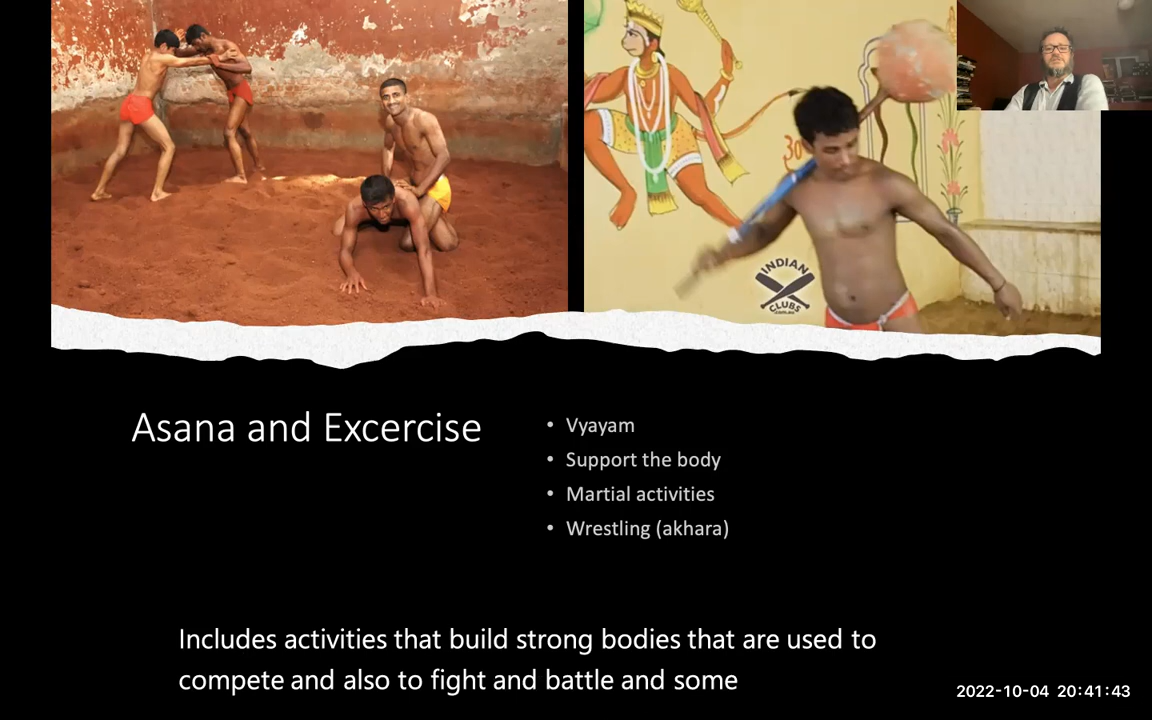 ॐ
INDIAN
CLUBS
.com.au
Asana and Excercise
• Vyayam
• Support the body
• Martial activities
• Wrestling (akhara)
Includes activities that build strong bodies that are used to
compete and also to fight and battle and some
2022-10-04 20:41:43